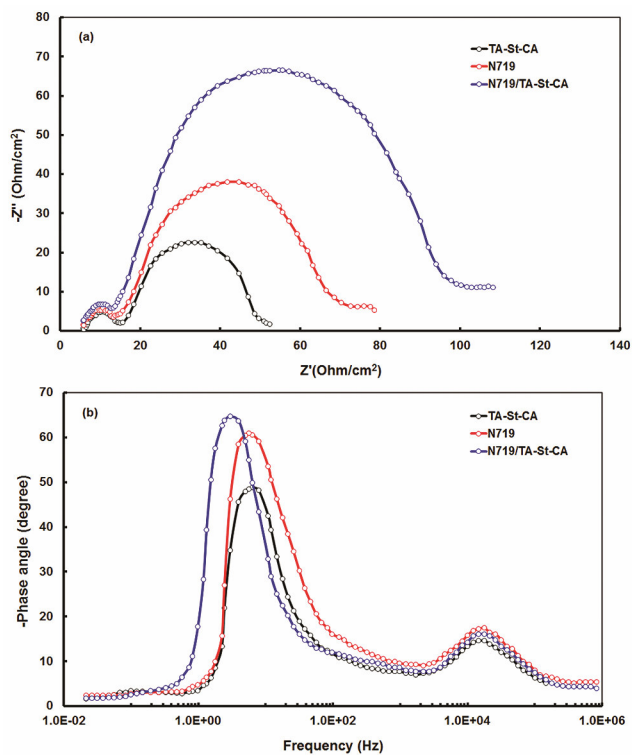 80
(a)
TA-St-CA
70
N719
N719/TA-St-CA
60
50
40
30
20
10
0
-Z'' (Ohm/cm2)
0 20 40 60 80 100 120 140
Z'(Ohm/cm2)
70
(b)
TA-St-CA
60
N719
N719/TA-St-CA
50
40
30
20
10
0
-Phase angle (degree)
1.0E-02 1.0E+00 1.0E+02 1.0E+04 1.0E+06
Frequency (Hz)